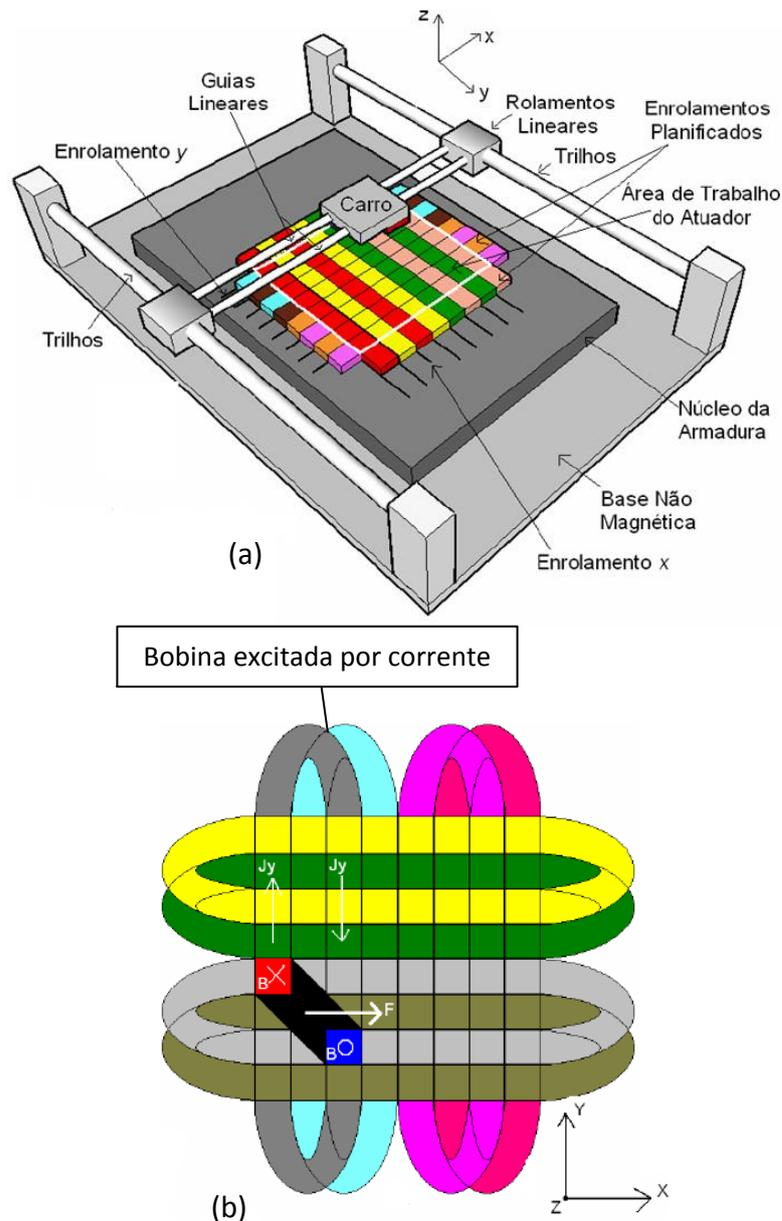 z
x
y
Guias
Lineares
Rolamentos
Lineares
Enrolamentos
Planificados
Enrolamento y
Trilhos
Carro
Área de Trabalho
do Atuador
Trilhos
Núcleo da
Armadura
Base Não
Magnética
(a)
Enrolamento x
Bobina excitada por corrente
Jy
Jy
B
F
B
Y
Z
X
(b)